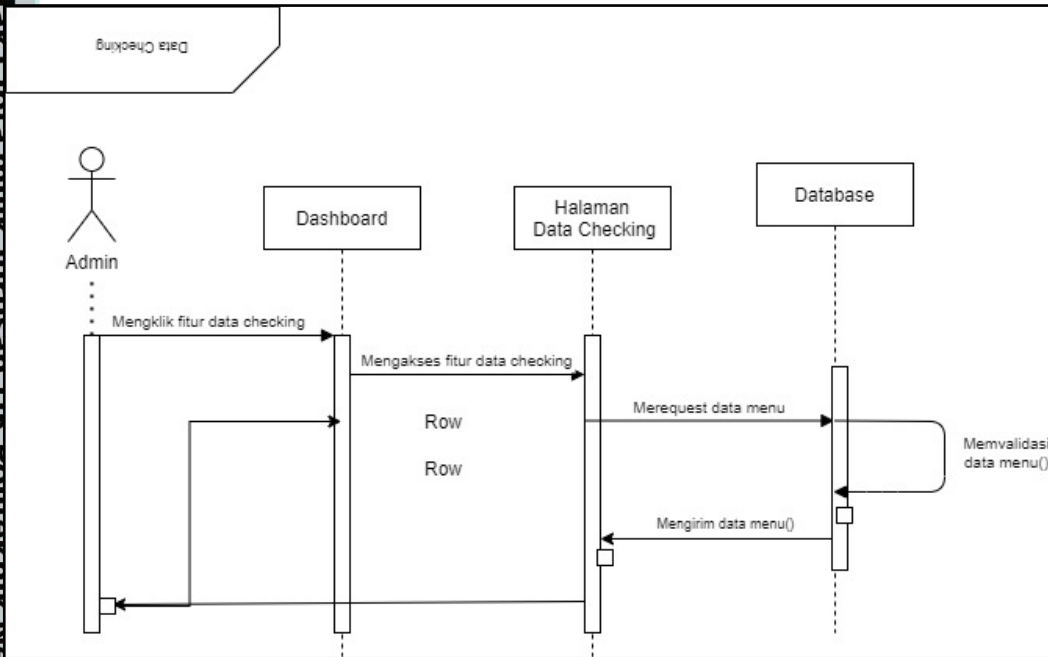 Data Checking
Admin
Dashboard
Halaman
Data Checking
Database
Mengklik fitur data checking
Mengakses fitur data checking
Row
Row
Merequest data menu
Memvalidasi
data menu()
Mengirim data menu()